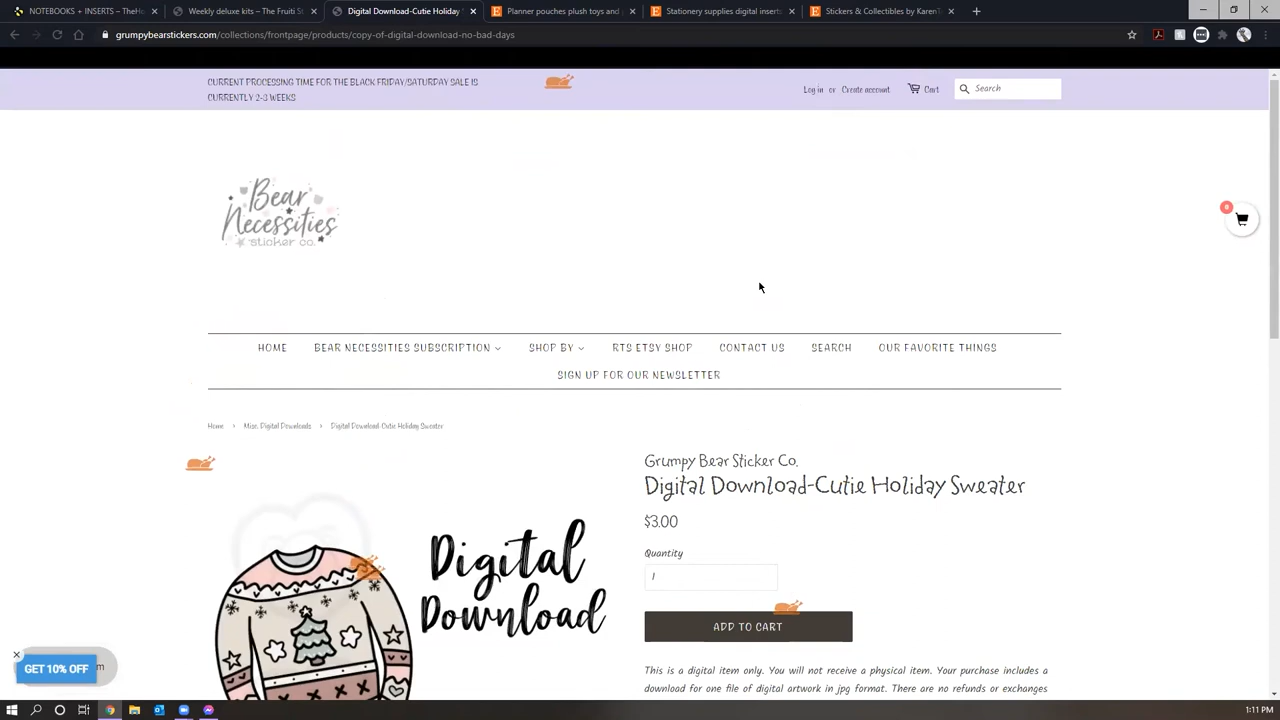 NOTEBOOKS + INSERTS – TheHo
Weekly deluxe kits – The Fruiti S
Digital Download-Cutie Holiday
Planner pouches plush toys and
Stationery supplies digital inserts
Stickers & Collectibles by KarenT
grumpybearstickers.com/collections/frontpage/products/copy-of-digital-download-no-bad-days
CURRENT PROCESSING TIME FOR THE BLACK FRIDAY/SATURDAY SALE IS
CURRENTLY 2-3 WEEKS
Log in or Create account
Cart
Search
Bear
Necessities
sticker co.
0
HOME
BEAR NECESSITIES SUBSCRIPTION
SHOP BY
RTS ETSY SHOP
CONTACT US
SEARCH
OUR FAVORITE THINGS
SIGN UP FOR OUR NEWSLETTER
Home › Misc. Digital Downloads › Digital Download-Cutie Holiday Sweater
Grumpy Bear Sticker Co.
Digital Download-Cutie Holiday Sweater
$3.00
Quantity
1
ADD TO CART
Digital
Download
This is a digital item only. You will not receive a physical item. Your purchase includes a
download for one file of digital artwork in jpg format. There are no refunds or exchanges
GET 10% OFF
m
1:11 PM